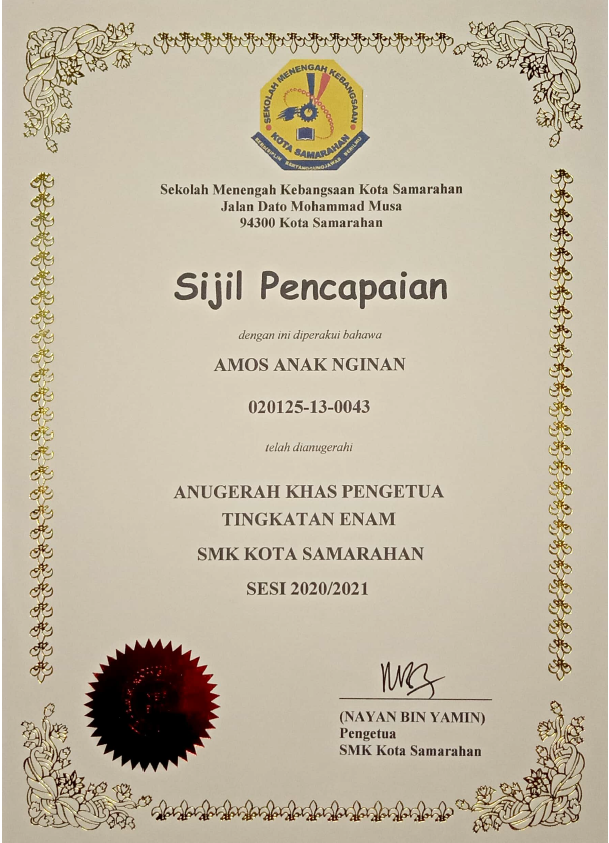 SEKOLAH MENENGAH KEBANGSAAN
KOTA SAMARAHAN
BERDISIPLIN BERTANGGUNGJAWAB BERILMU
Sekolah Menengah Kebangsaan Kota Samarahan
Jalan Dato Mohammad Musa
94300 Kota Samarahan
Sijil Pencapaian
dengan ini diperakui bahawa
AMOS ANAK NGINAN
020125-13-0043
telah dianugerahi
ANUGERAH KHAS PENGETUA
TINGKATAN ENAM
SMK KOTA SAMARAHAN
SESI 2020/2021
(NAYAN BIN YAMIN)
Pengetua
SMK Kota Samarahan